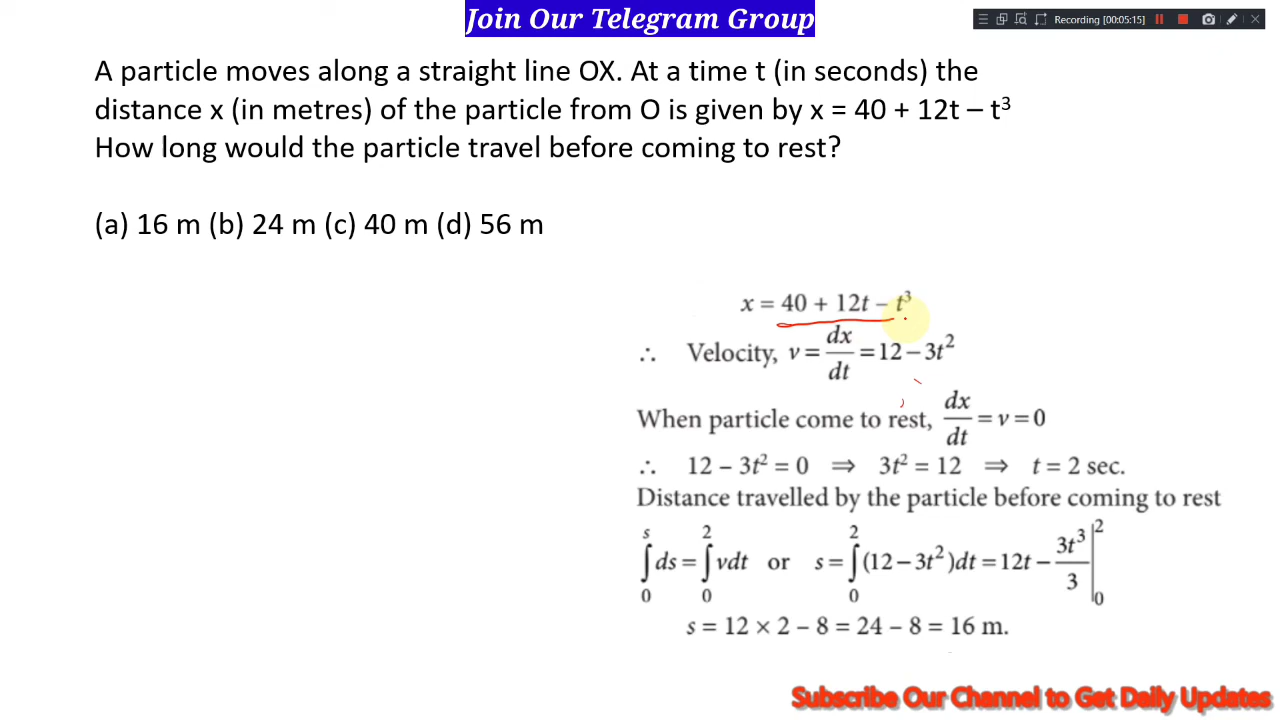 Join Our Telegram Group
Recording [00:05:15]
A particle moves along a straight line OX. At a time t (in seconds) the
distance x (in metres) of the particle from O is given by x = 40 + 12t – t³
How long would the particle travel before coming to rest?
(a) 16 m (b) 24 m (c) 40 m (d) 56 m
x = 40 + 12t – t³
∴ Velocity, v = dx/dt = 12 – 3t²
When particle come to rest, dx/dt = v = 0
∴ 12 – 3t² = 0 ⇒ 3t² = 12 ⇒ t = 2 sec.
Distance travelled by the particle before coming to rest
∫₀ˢ ds = ∫₀² vdt or s = ∫₀² (12 – 3t²)dt = 12t – 3t³/3 |₀²
s = 12 × 2 – 8 = 24 – 8 = 16 m.
Subscribe Our Channel to Get Daily Updates